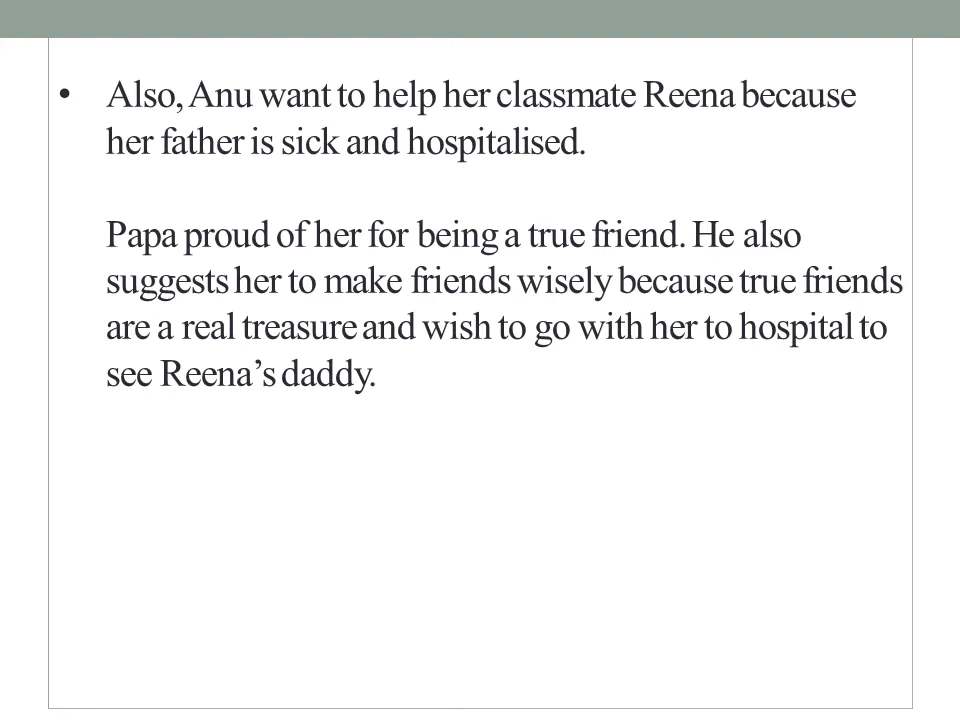 • Also, Anu want to help her classmate Reena because
her father is sick and hospitalised.
Papa proud of her for being a true friend. He also
suggests her to make friends wisely because true friends
are a real treasure and wish to go with her to hospital to
see Reena’s daddy.